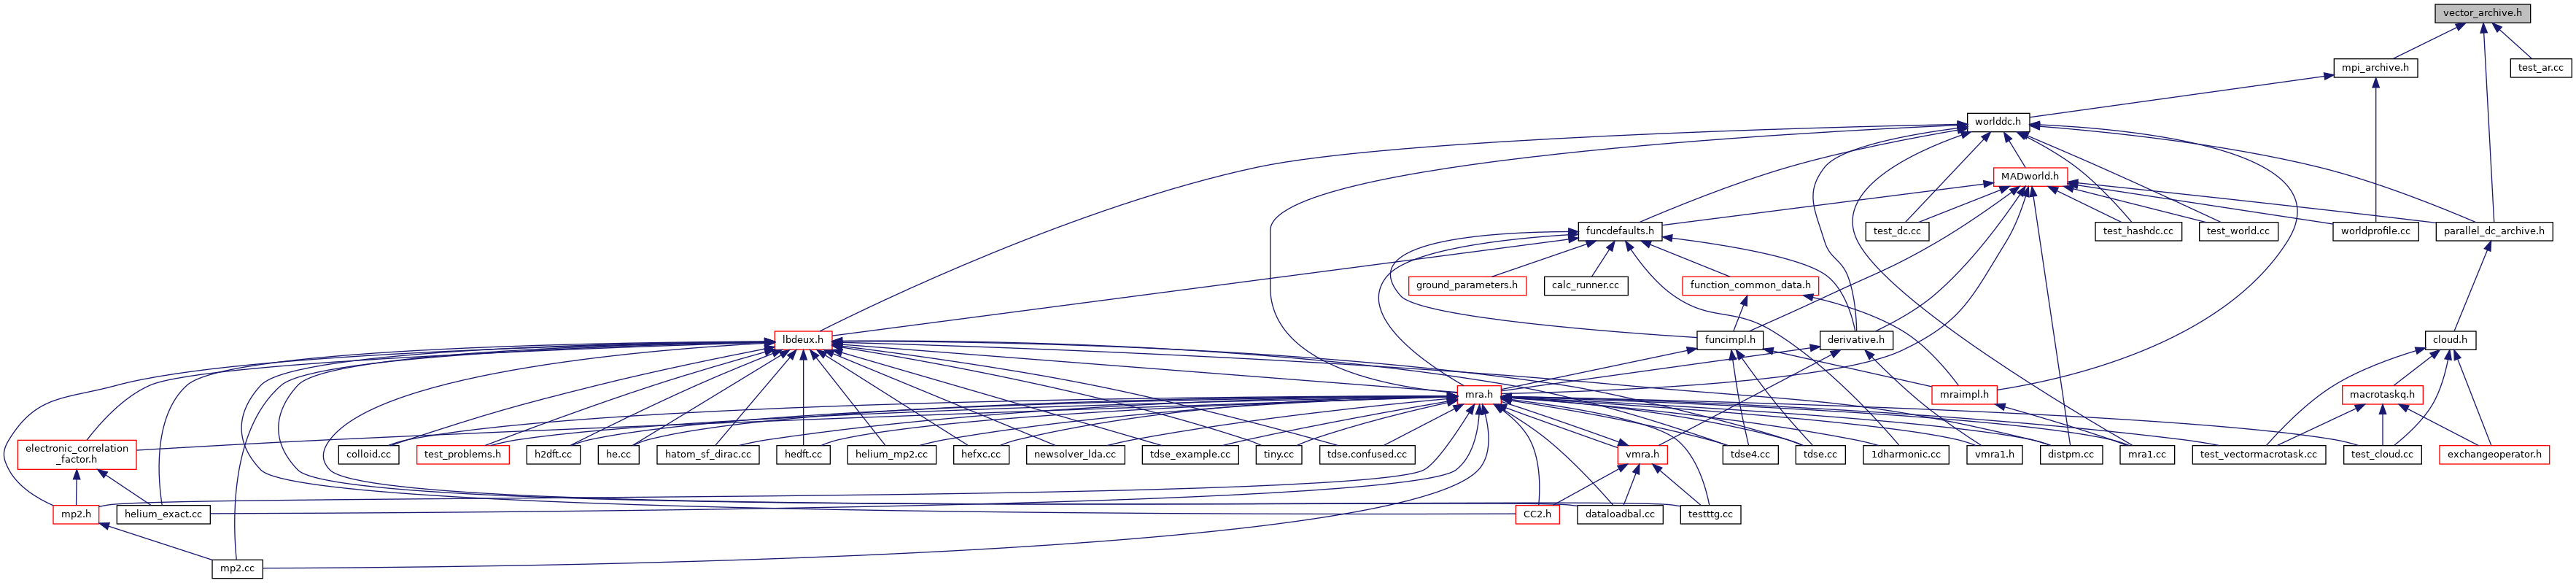 vector_archive.h
mpi_archive.h
test_ar.cc
worlddc.h
MADworld.h
funcdefaults.h
test_dc.cc
test_hashdc.cc
test_world.cc
worldprofile.cc
parallel_dc_archive.h
ground_parameters.h
calc_runner.cc
function_common_data.h
lbdeux.h
funcimpl.h
derivative.h
cloud.h
mra.h
mraimpl.h
macrotaskq.h
electronic_correlation
_factor.h
colloid.cc
test_problems.h
h2dft.cc
he.cc
hatom_sf_dirac.cc
hedft.cc
helium_mp2.cc
hefxc.cc
newsolver_lda.cc
tdse_example.cc
tiny.cc
tdse.confused.cc
vmra.h
tdse4.cc
tdse.cc
1dharmonic.cc
vmra1.h
distpm.cc
mra1.cc
test_vectormacrotask.cc
test_cloud.cc
exchangeoperator.h
mp2.h
helium_exact.cc
CC2.h
dataloadbal.cc
testttg.cc
mp2.cc